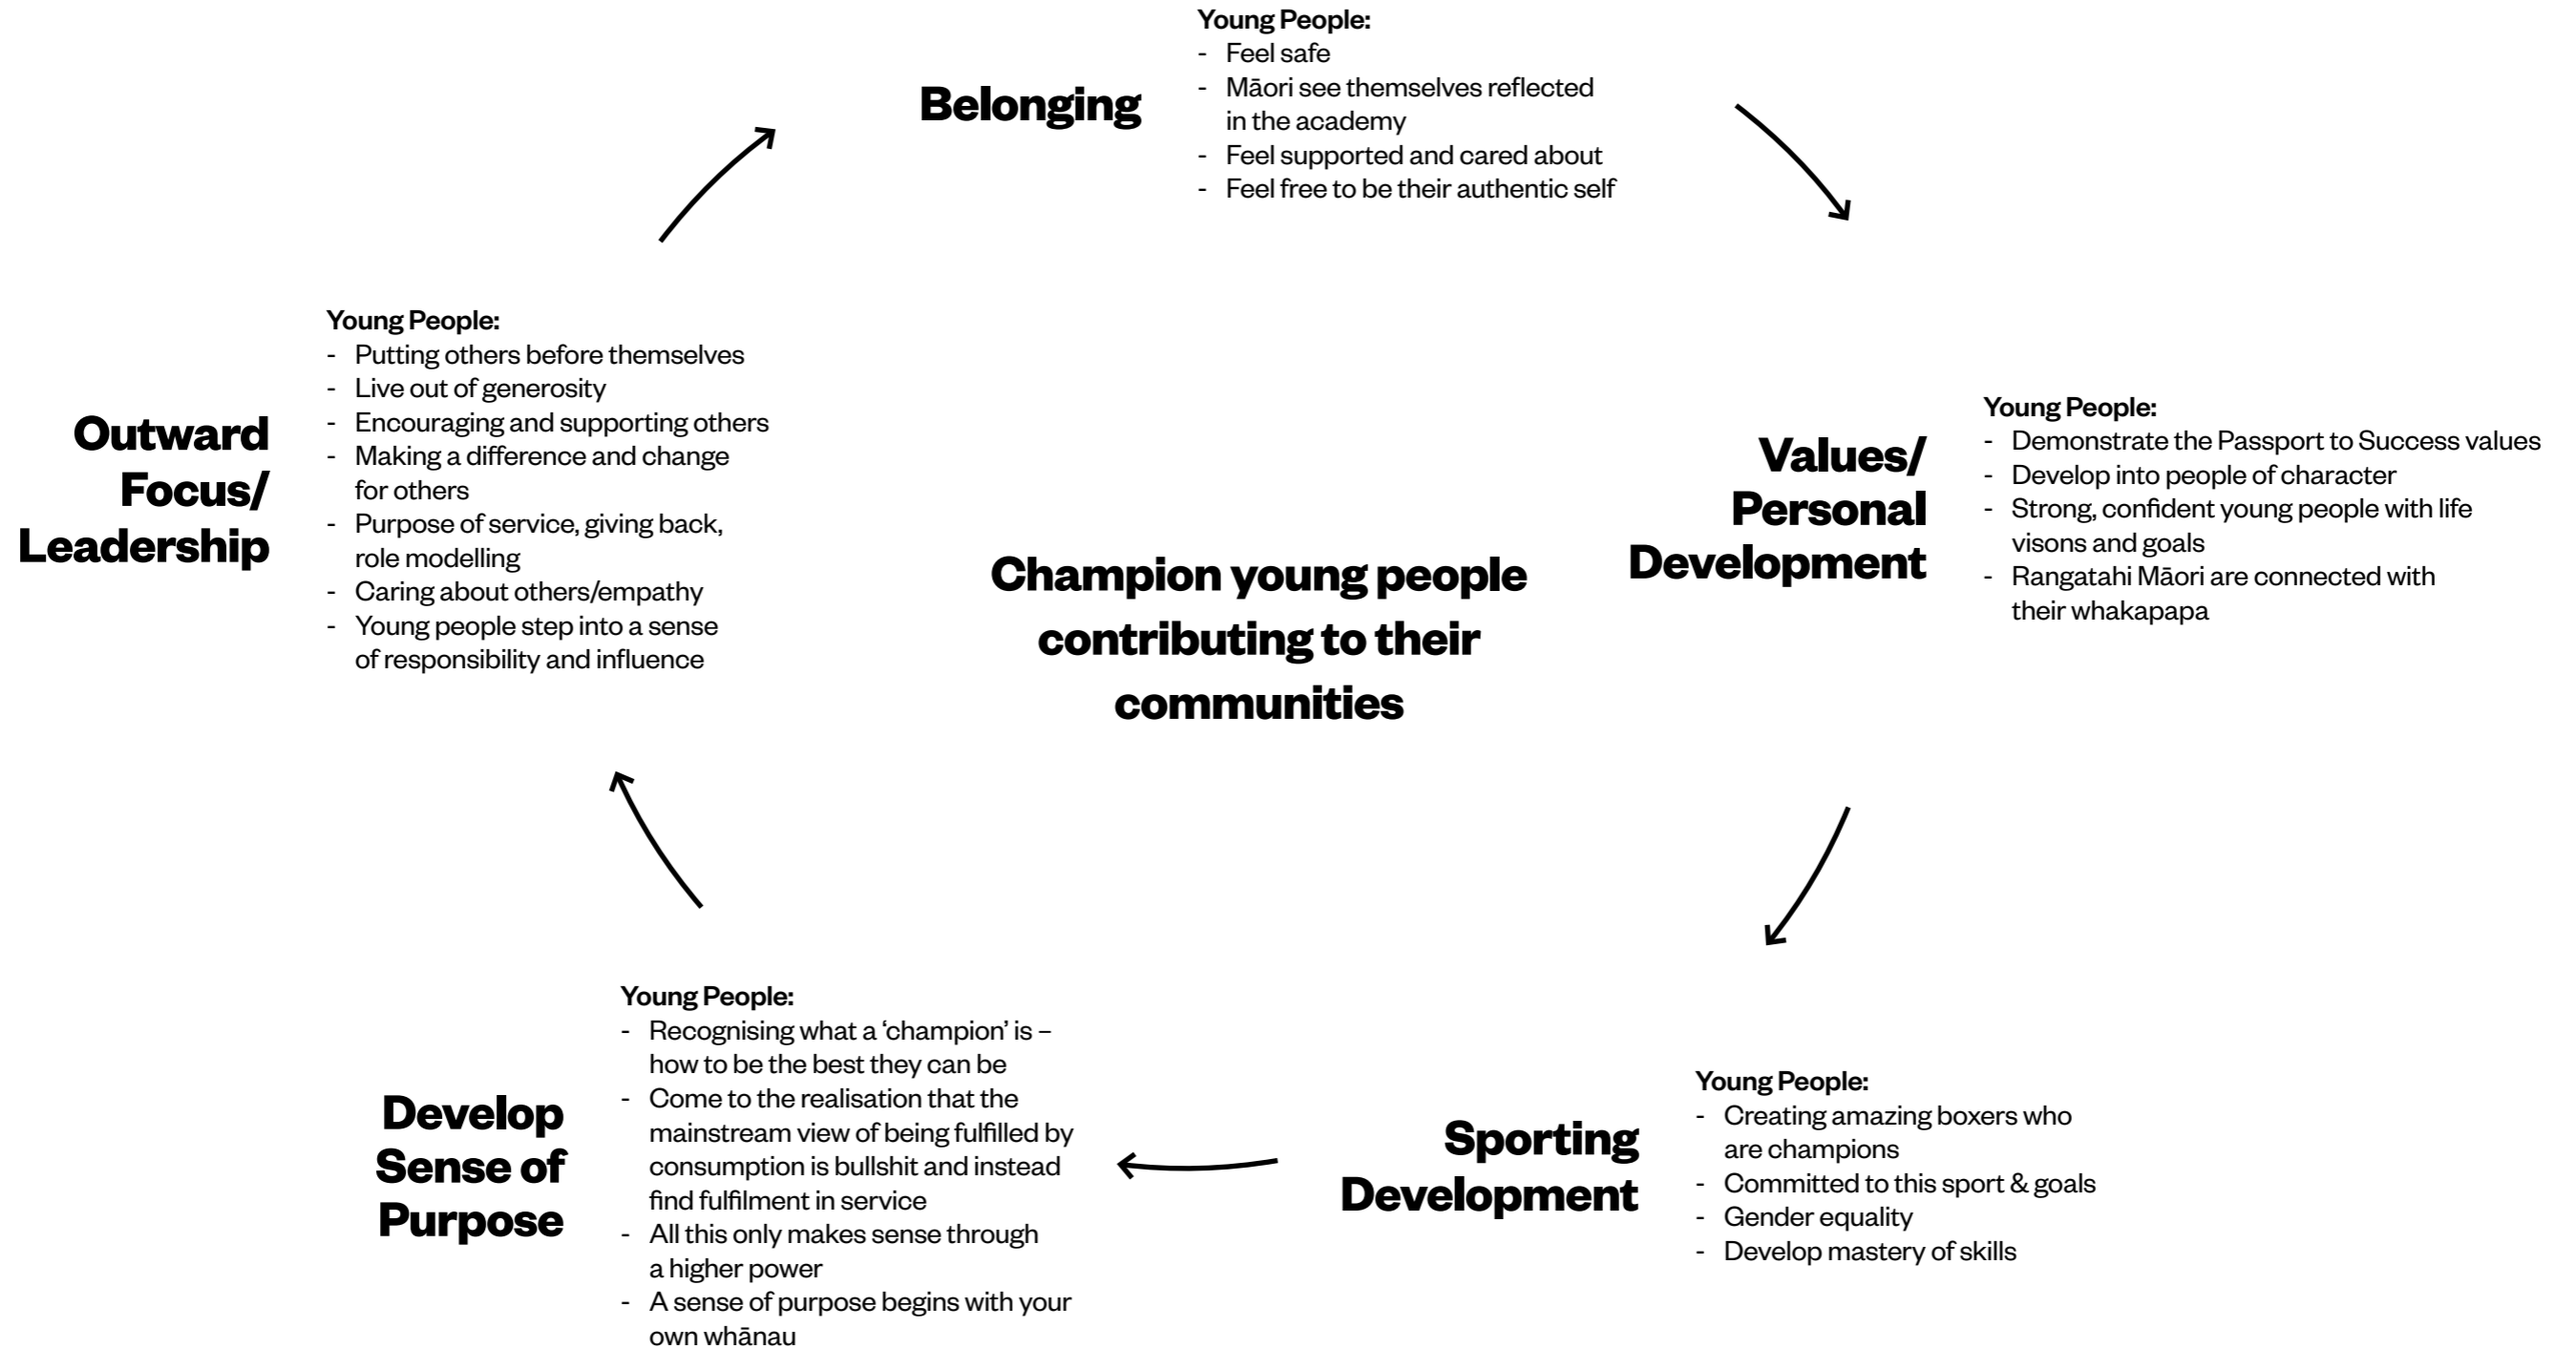 Belonging
Young People:
- Feel safe
- Māori see themselves reflected
in the academy
- Feel supported and cared about
- Feel free to be their authentic self
Values/
Personal
Development
Young People:
- Demonstrate the Passport to Success values
- Develop into people of character
- Strong, confident young people with life
visons and goals
- Rangatahi Māori are connected with
their whakapapa
Sporting
Development
Young People:
- Creating amazing boxers who
are champions
- Committed to this sport & goals
- Gender equality
- Develop mastery of skills
Develop
Sense of
Purpose
Young People:
- Recognising what a ‘champion’ is –
how to be the best they can be
- Come to the realisation that the
mainstream view of being fulfilled by
consumption is bullshit and instead
find fulfilment in service
- All this only makes sense through
a higher power
- A sense of purpose begins with your
own whānau
Outward
Focus/
Leadership
Young People:
- Putting others before themselves
- Live out of generosity
- Encouraging and supporting others
- Making a difference and change
for others
- Purpose of service, giving back,
role modelling
- Caring about others/empathy
- Young people step into a sense
of responsibility and influence
Champion young people
contributing to their
communities